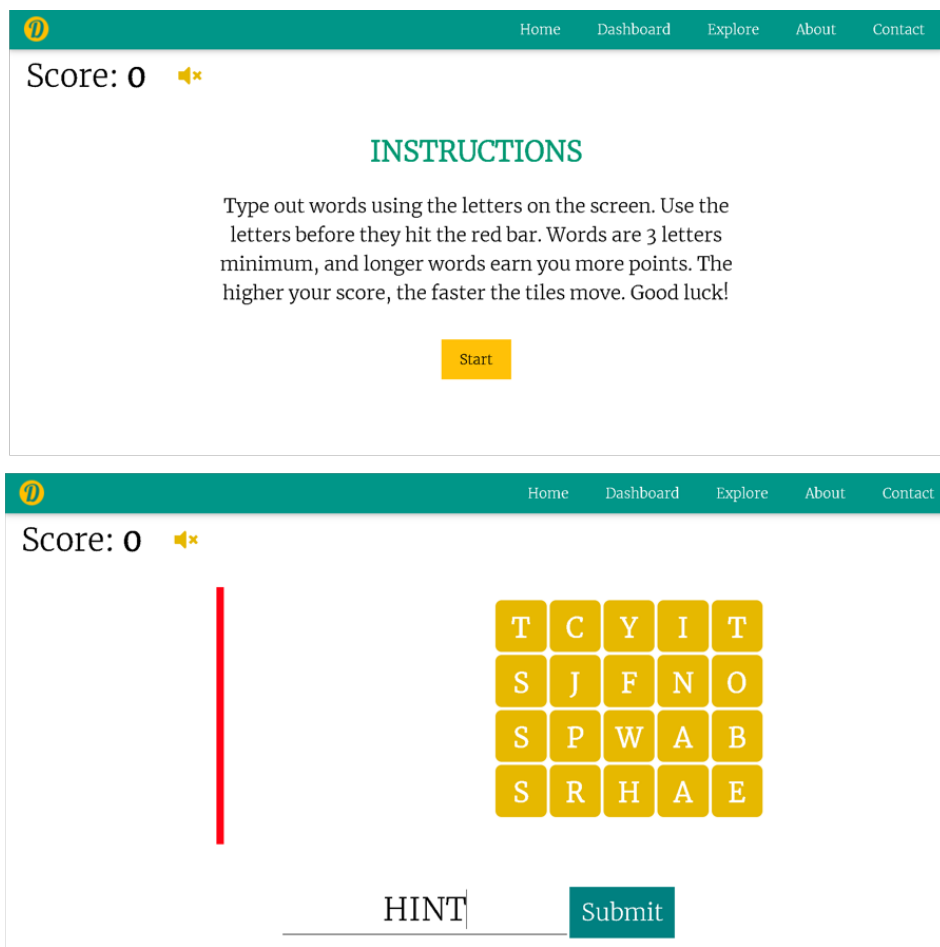 D Home Dashboard Explore About Contact
Score: 0
INSTRUCTIONS
Type out words using the letters on the screen. Use the
letters before they hit the red bar. Words are 3 letters
minimum, and longer words earn you more points. The
higher your score, the faster the tiles move. Good luck!
Start
D Home Dashboard Explore About Contact
Score: 0
T C Y I T
S J F N O
S P W A B
S R H A E
HINT Submit